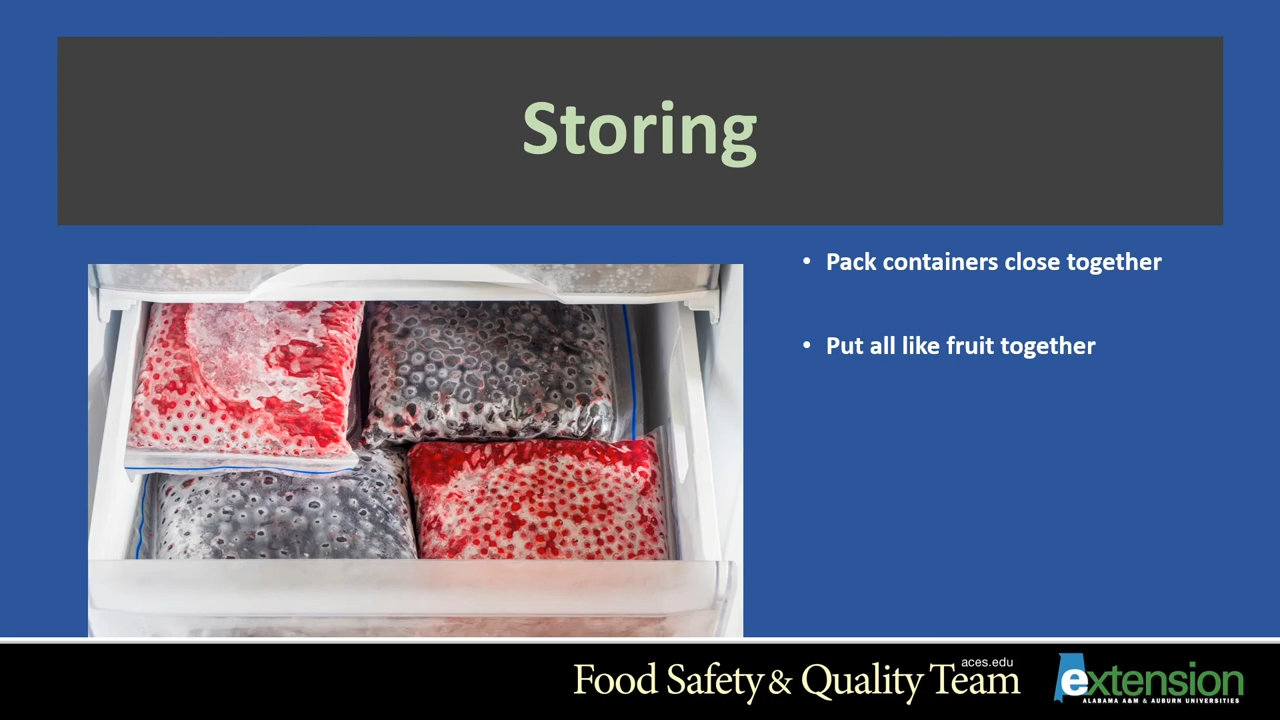 Storing
• Pack containers close together
• Put all like fruit together
aces.edu
Food Safety & Quality Team
extension
ALABAMA A&M & AUBURN UNIVERSITIES